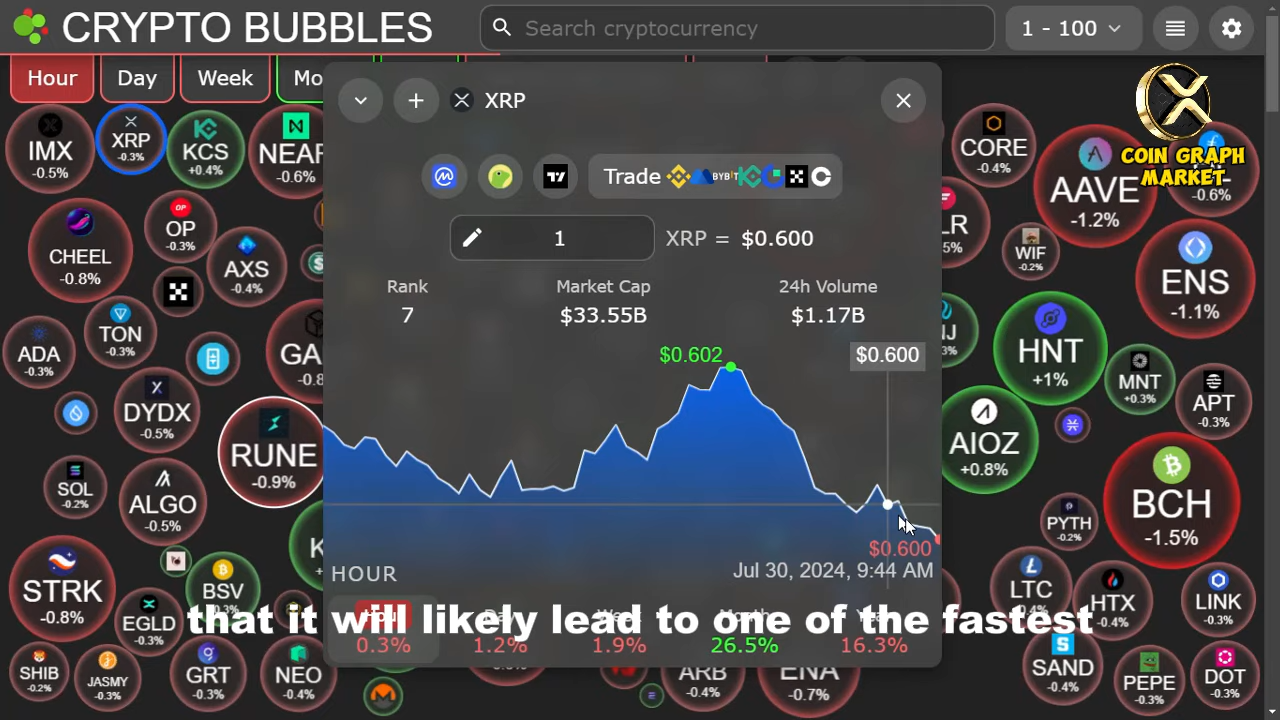 CRYPTO BUBBLES
Search cryptocurrency
1 - 100
Hour
Day
Week
XRP
COIN GRAPH
MARKET
IMX
-0.5%
XRP
-0.3%
KCS
+0.4%
NEAR
-0.6%
CORE
-0.4%
AAVE
-1.2%
-0.6%
Trade
BYBIT
1
XRP = $0.600
CHEEL
-0.8%
OP
-0.3%
AXS
-0.4%
WIF
-0.2%
ENS
-1.1%
Rank
Market Cap
24h Volume
7
$33.55B
$1.17B
ADA
-0.3%
TON
-0.3%
$0.602
$0.600
HNT
+1%
MNT
+0.3%
APT
-0.3%
DYDX
-0.5%
RUNE
-0.9%
AIOZ
+0.8%
BCH
-1.5%
SOL
-0.2%
ALGO
-0.5%
PYTH
-0.2%
$0.600
HOUR
Jul 30, 2024, 9:44 AM
STRK
-0.8%
BSV
EGLD
-0.3%
LTC
HTX
-0.4%
LINK
-0.3%
that it will likely lead to one of the fastest
0.3%
1.2%
1.9%
26.5%
16.3%
SHIB
-0.2%
JASMY
-0.3%
GRT
-0.3%
NEO
-0.4%
ARB
-0.4%
ENA
-0.7%
SAND
-0.4%
PEPE
-0.3%
DOT
-0.3%